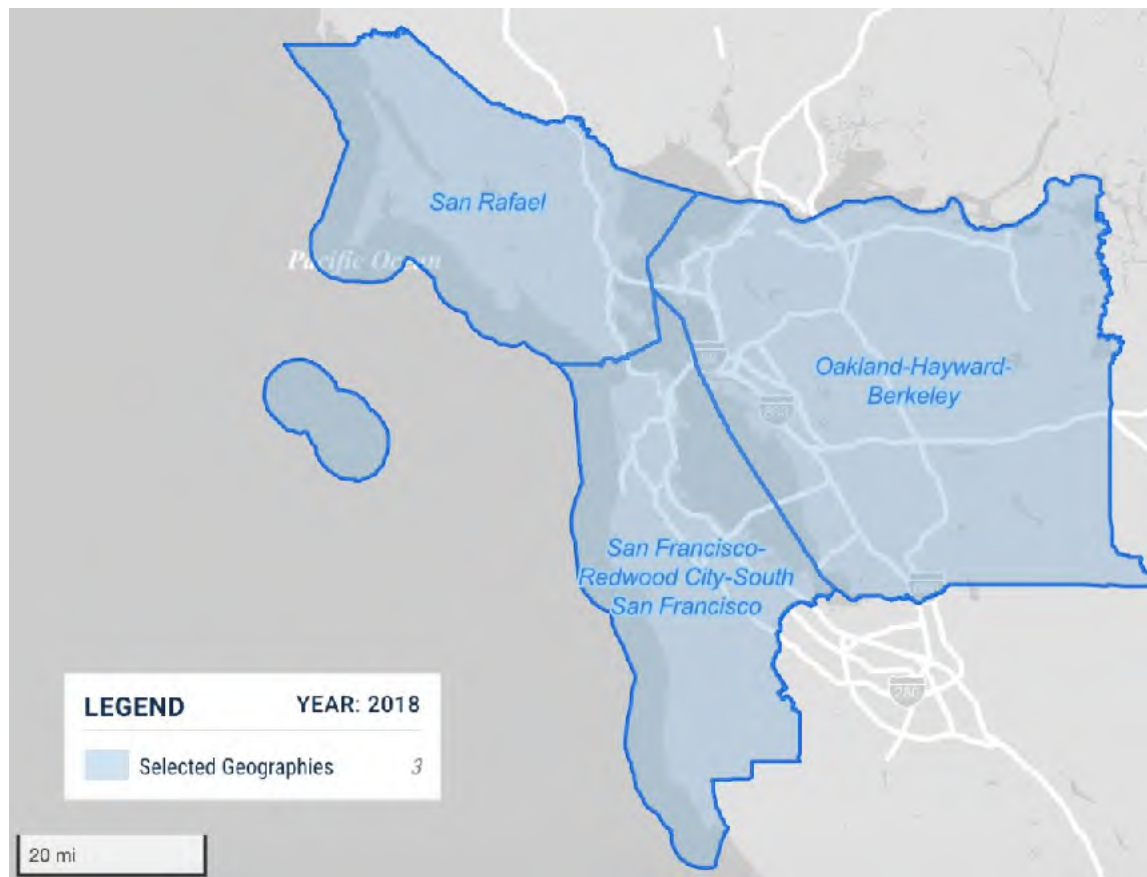 San Rafael
Pacific Ocean
Oakland-Hayward-
Berkeley
San Francisco-
Redwood City-South
San Francisco
280
LEGEND YEAR: 2018
Selected Geographies 3
20 mi